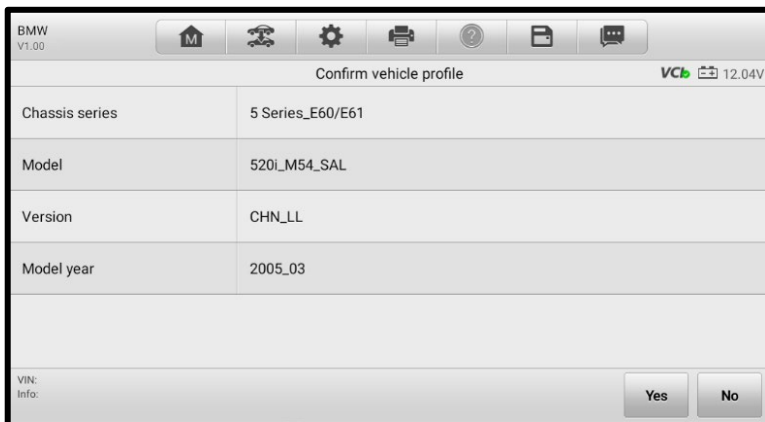 BMW
V1.00
M
?
Confirm vehicle profile
VCI 12.04V
Chassis series 5 Series_E60/E61
Model 520i_M54_SAL
Version CHN_LL
Model year 2005_03
VIN:
Info:
Yes No